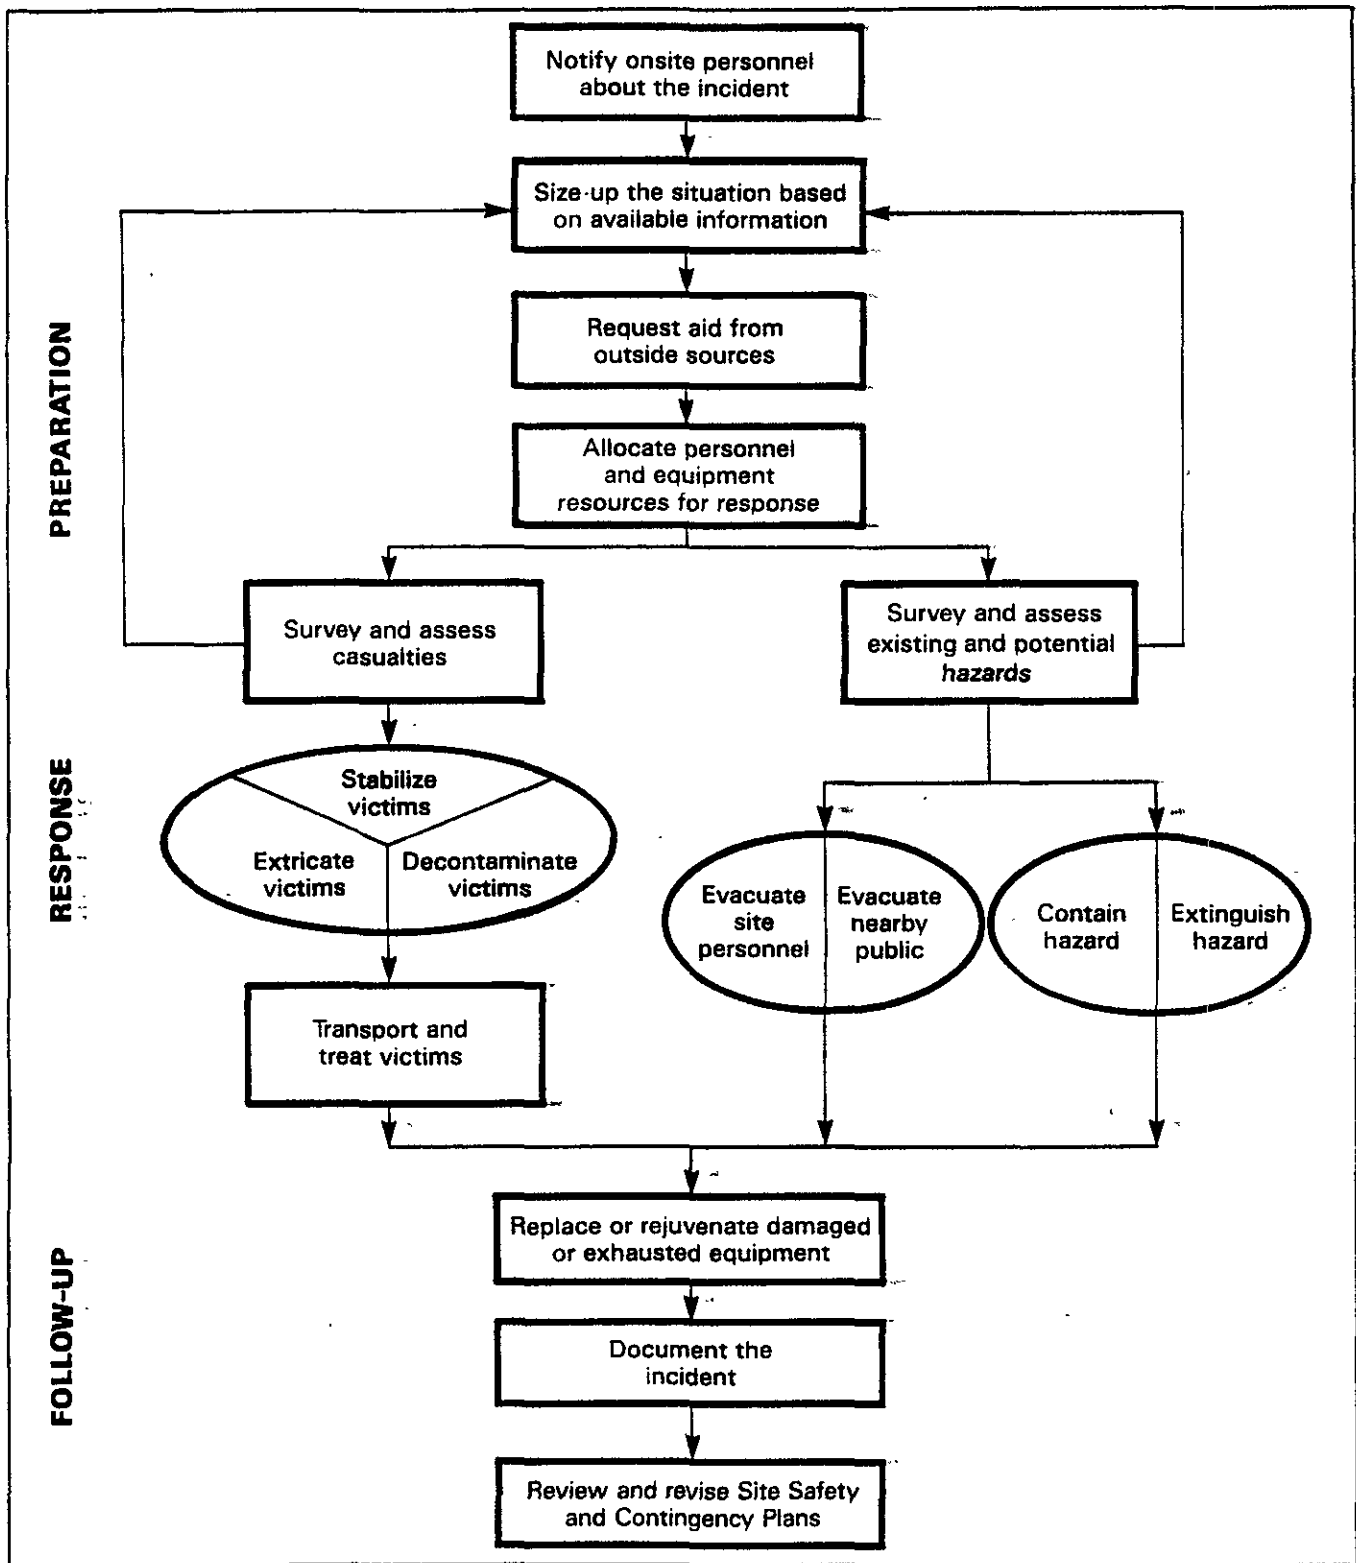 Notify onsite personnel
about the incident
Size-up the situation based
on available information
Request aid from
outside sources
PREPARATION
Allocate personnel
and equipment
resources for response
Survey and assess
casualties
Survey and assess
existing and potential
hazards
RESPONSE
Stabilize
victims
Extricate
victims
Decontaminate
victims
Evacuate
site
personnel
Evacuate
nearby
public
Contain
hazard
Extinguish
hazard
Transport and
treat victims
FOLLOW-UP
Replace or rejuvenate damaged
or exhausted equipment
Document the
incident
Review and revise Site Safety
and Contingency Plans